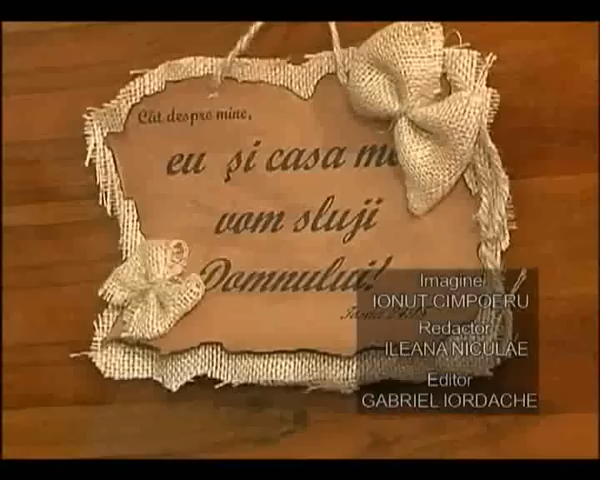 Cât despre mine,
eu și casa
vom sluji
Domnului!
Imagine
IONUT CIMPOERU
Redactor
ILEANA NICULAE
Editor
GABRIEL IORDACHE